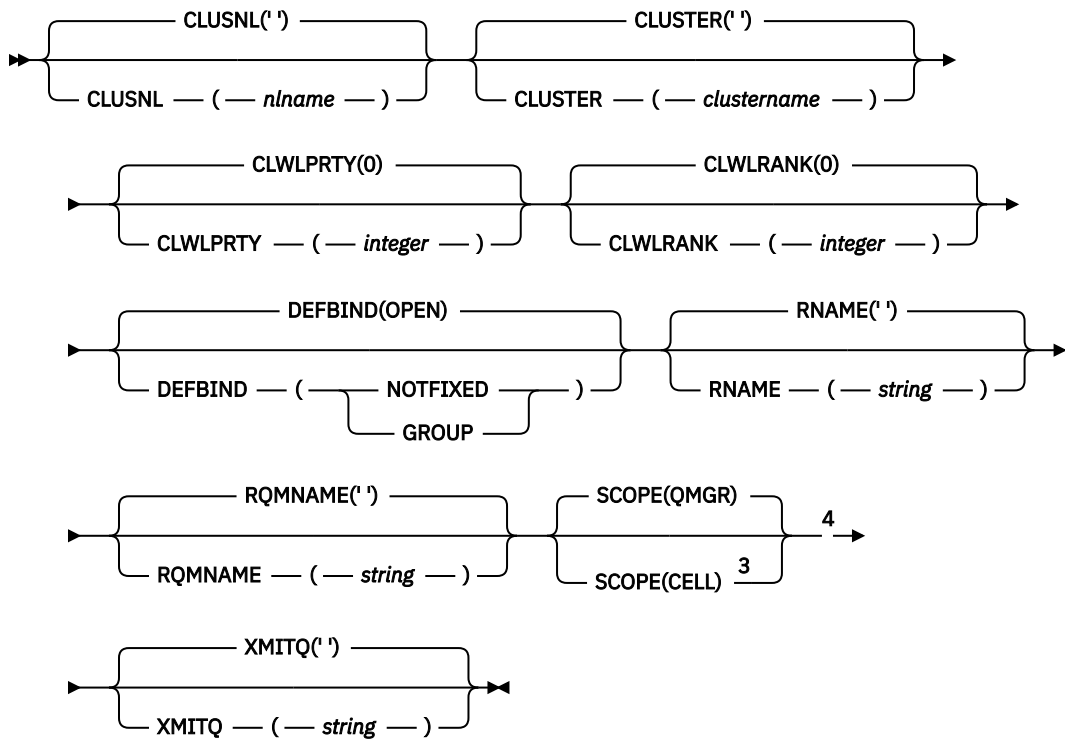 CLUSNL(' ') CLUSTER(' ')
CLUSNL ( nlname ) CLUSTER ( clustername )
CLWLPRTY(0) CLWLRANK(0)
CLWLPRTY ( integer ) CLWLRANK ( integer )
DEFBIND(OPEN) RNAME(' ')
DEFBIND ( NOTFIXED ) RNAME ( string )
GROUP
RQMNAME(' ') SCOPE(QMGR)
4
RQMNAME ( string ) SCOPE(CELL) 3
XMITQ(' ')
XMITQ ( string )